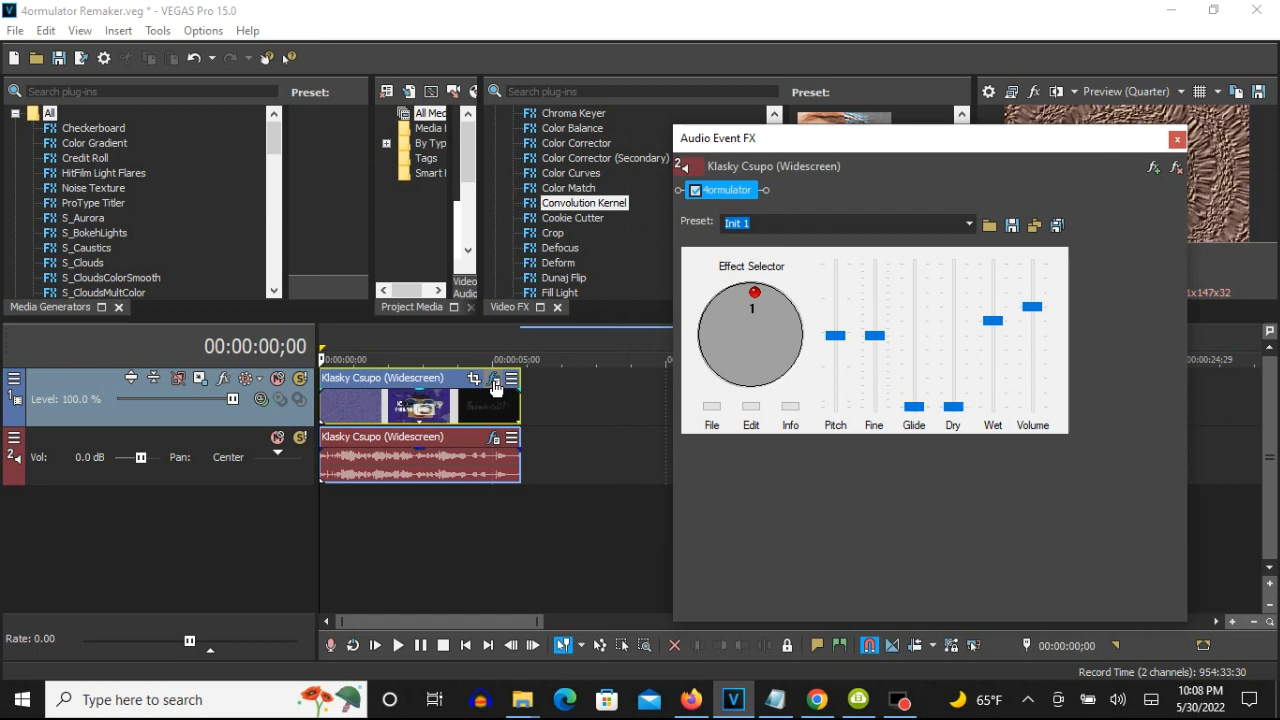 4ormulator Remaker.veg * - VEGAS Pro 15.0
File Edit View Insert Tools Options Help
Search plug-ins Preset:
All
Checkerboard
Color Gradient
Credit Roll
HitFilm Light Flares
Noise Texture
ProType Titler
S_Aurora
S_BokehLights
S_Caustics
S_Clouds
S_CloudsColorSmooth
S_CloudsMultColor
Media Generators
All Med
Media
By Typ
Tags
Smart
Video
Audio
Project Media
Search plug-ins Preset:
Chroma Keyer
Color Balance
Color Corrector
Color Corrector (Secondary)
Color Curves
Color Match
Convolution Kernel
Cookie Cutter
Crop
Defocus
Deform
Dunaj Flip
Fill Light
Video FX
Preview (Quarter)
1x147x32
Audio Event FX
2 Klasky Csupo (Widescreen)
4ormulator
Preset: Init 1
Effect Selector
1
File Edit Info Pitch Fine Glide Dry Wet Volume
00:00:00;00
00:00:00;00 00:00:05;00 00:24;29
Klasky Csupo (Widescreen)
1 Level: 100.0 %
Klasky Csupo (Widescreen)
2 Vol: 0.0 dB Pan: Center
Rate: 0.00
00:00:00;00
Record Time (2 channels): 954:33:30
Type here to search
65°F
10:08 PM
5/30/2022